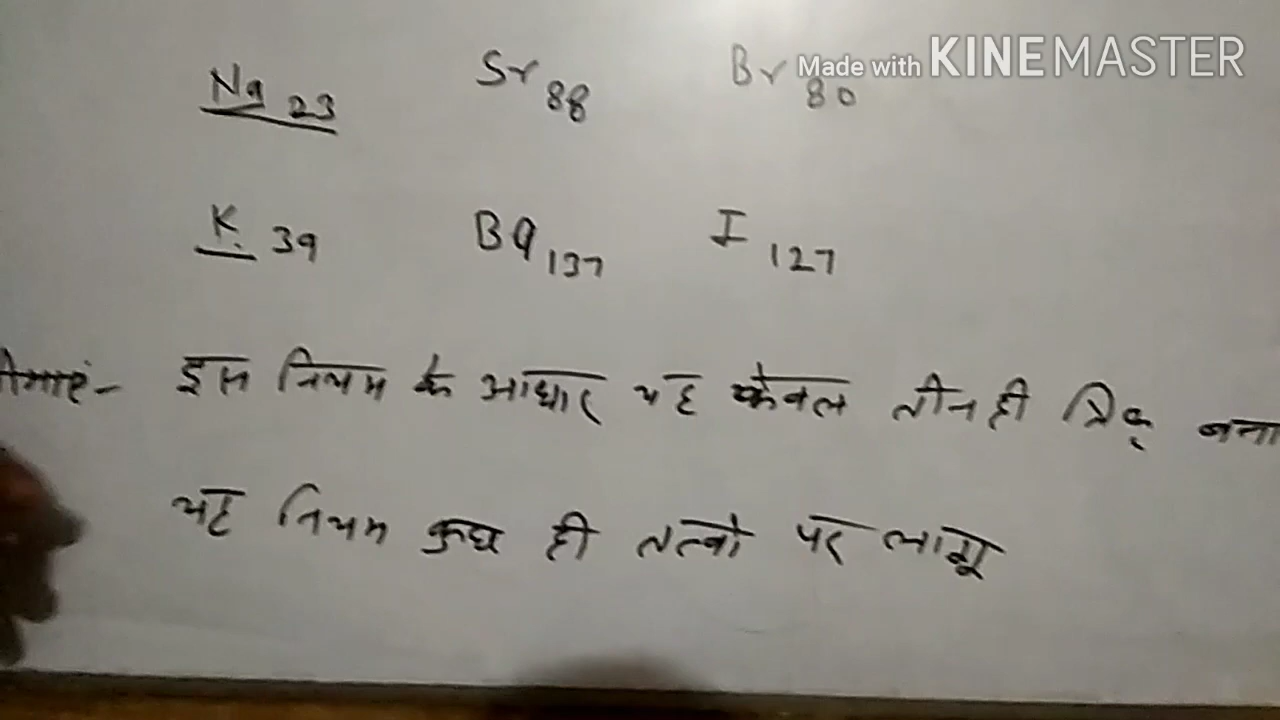 Made with KINEMASTER
Na 23 Sr 88 Br 80
K. 39 Ba 137 I 127
इस नियम के आधार यह केवल तीन ही त्रिक् बना
यह नियम कुछ ही तत्वो पर लागू